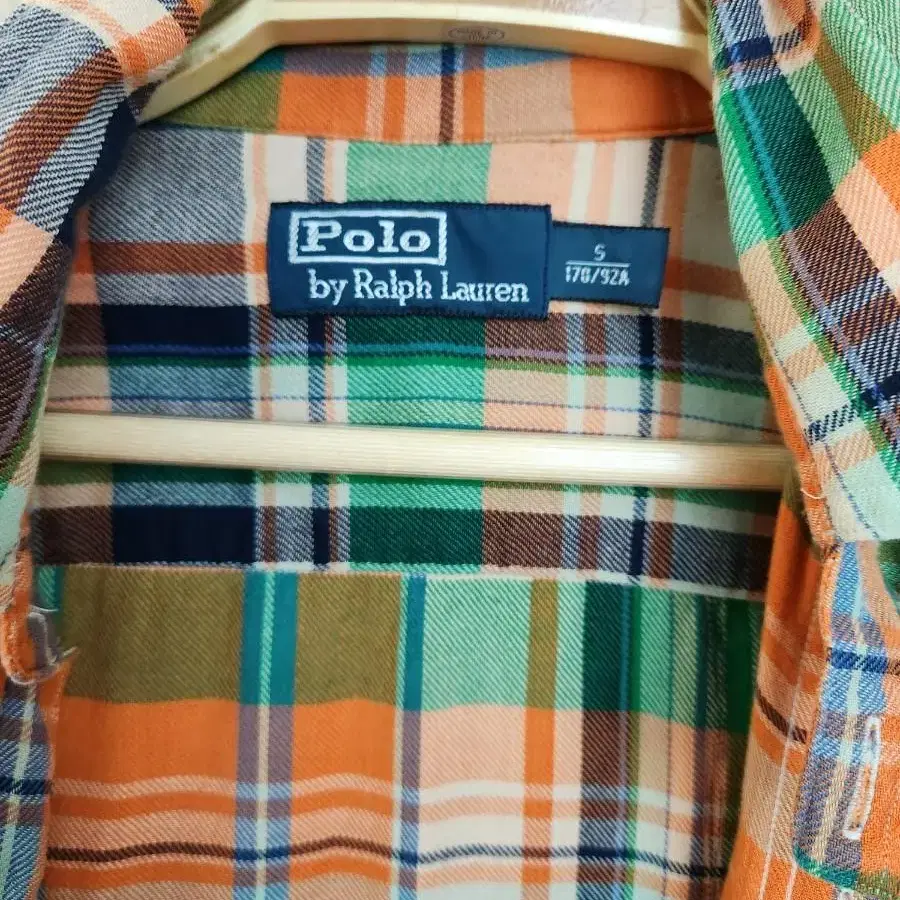 Polo
by Ralph Lauren
S
170/92A